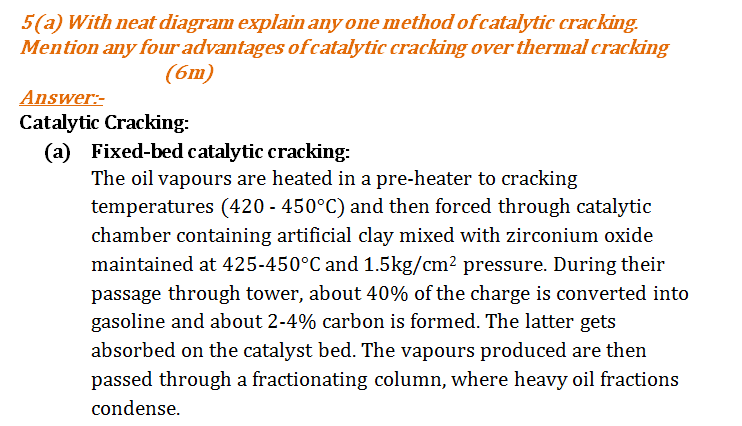 5(a) With neat diagram explain any one method of catalytic cracking.
Mention any four advantages of catalytic cracking over thermal cracking
(6m)
Answer:-
Catalytic Cracking:
(a) Fixed-bed catalytic cracking:
The oil vapours are heated in a pre-heater to cracking
temperatures (420 - 450°C) and then forced through catalytic
chamber containing artificial clay mixed with zirconium oxide
maintained at 425-450°C and 1.5kg/cm² pressure. During their
passage through tower, about 40% of the charge is converted into
gasoline and about 2-4% carbon is formed. The latter gets
absorbed on the catalyst bed. The vapours produced are then
passed through a fractionating column, where heavy oil fractions
condense.